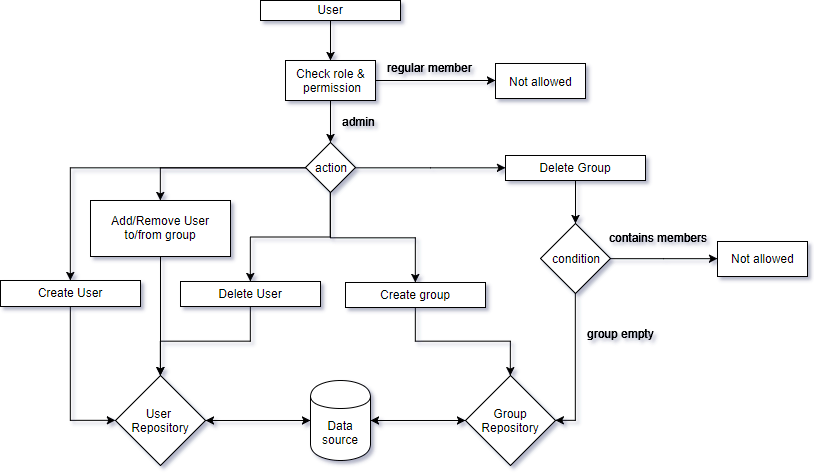 User
Check role &
permission
regular member
Not allowed
admin
action
Delete Group
Add/Remove User
to/from group
condition
contains members
Not allowed
Create User
Delete User
Create group
group empty
User
Repository
Data
source
Group
Repository